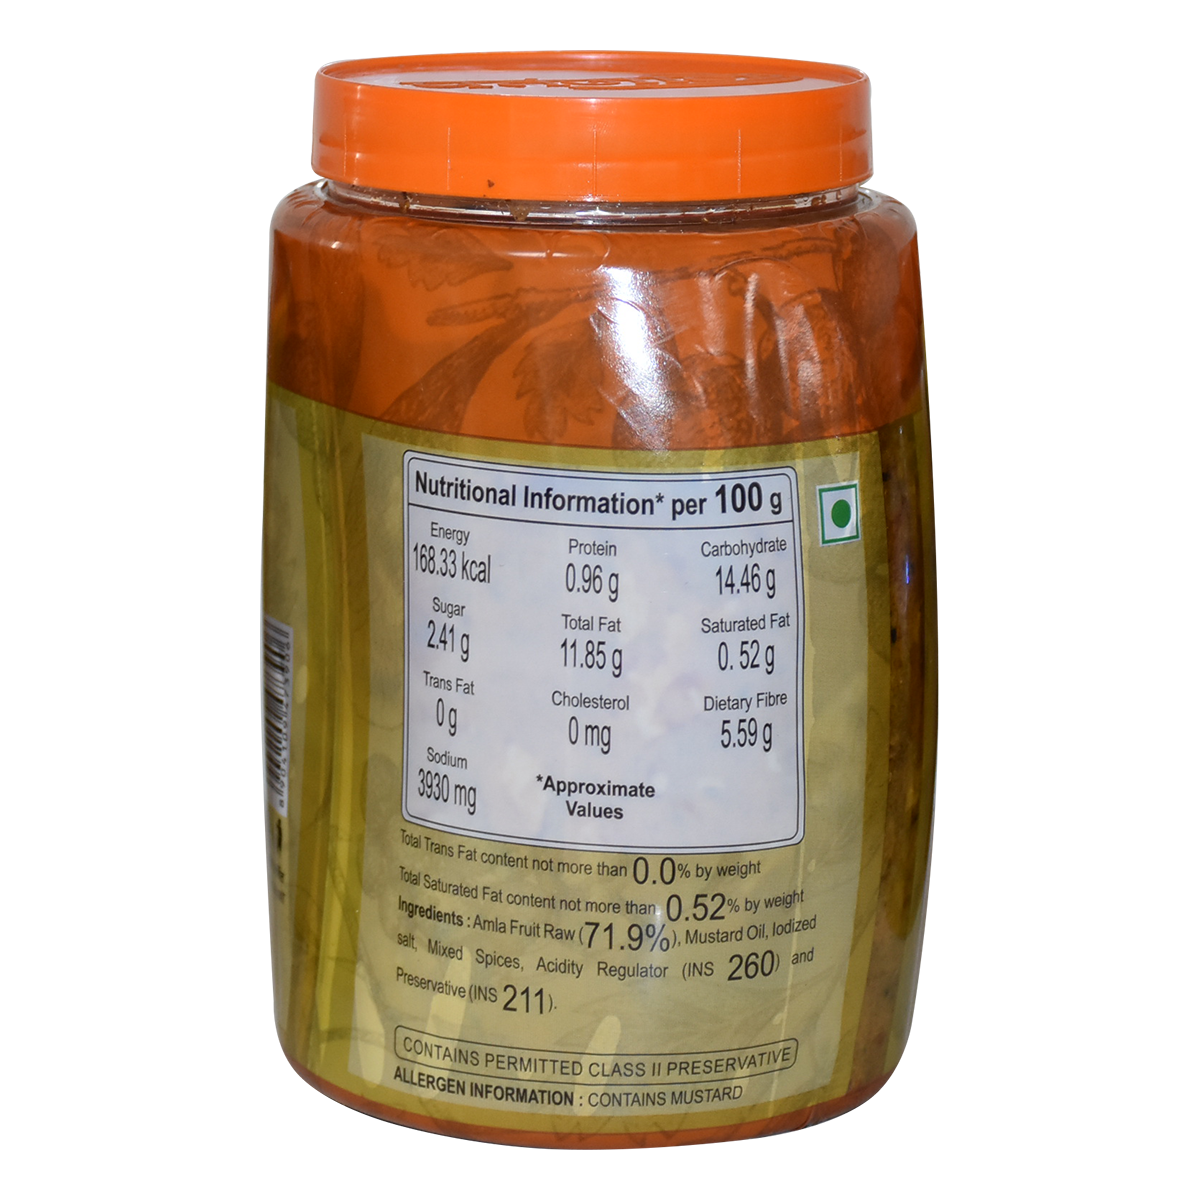 Nutritional Information* per 100 g
Energy Protein Carbohydrate
168.33 kcal 0.96 g 14.46 g
Sugar Total Fat Saturated Fat
2.41 g 11.85 g 0. 52 g
Trans Fat Cholesterol Dietary Fibre
0 g 0 mg 5.59 g
Sodium
3930 mg
*Approximate
Values
Total Trans Fat content not more than 0.0% by weight
Total Saturated Fat content not more than 0.52% by weight
Ingredients : Amla Fruit Raw (71.9%), Mustard Oil, Iodized
salt, Mixed Spices, Acidity Regulator (INS 260) and
Preservative (INS 211).
CONTAINS PERMITTED CLASS II PRESERVATIVE
ALLERGEN INFORMATION : CONTAINS MUSTARD